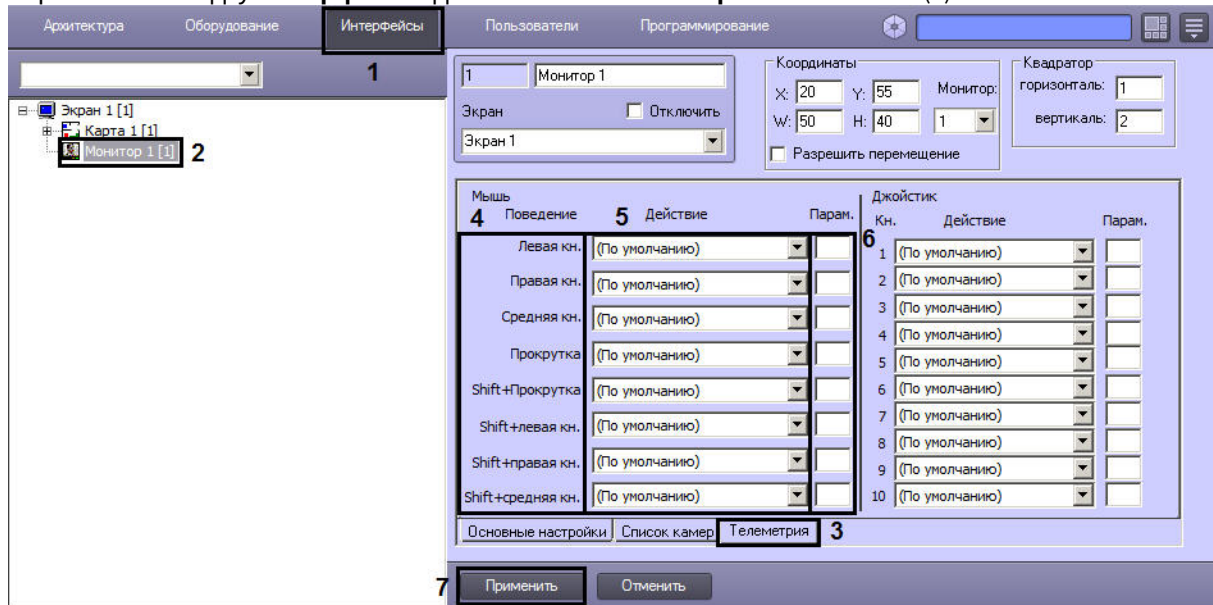 Архитектура Оборудование Интерфейсы Пользователи Программирование
1
Экран 1 [1]
Карта 1 [1]
Монитор 1 [1] 2
1 Монитор 1
Экран Отключить
Экран 1
Координаты
X: 20 Y: 55 Монитор:
W: 50 H: 40 1
Разрешить перемещение
Квадратор
горизонталь: 1
вертикаль: 2
Мышь
4 Поведение 5 Действие Парам.
Левая кн. (По умолчанию)
Правая кн. (По умолчанию)
Средняя кн. (По умолчанию)
Прокрутка (По умолчанию)
Shift+Прокрутка (По умолчанию)
Shift+левая кн. (По умолчанию)
Shift+правая кн. (По умолчанию)
Shift+средняя кн. (По умолчанию)
Джойстик
Кн. Действие Парам.
6
1 (По умолчанию)
2 (По умолчанию)
3 (По умолчанию)
4 (По умолчанию)
5 (По умолчанию)
6 (По умолчанию)
7 (По умолчанию)
8 (По умолчанию)
9 (По умолчанию)
10 (По умолчанию)
Основные настройки Список камер Телеметрия 3
7 Применить Отменить